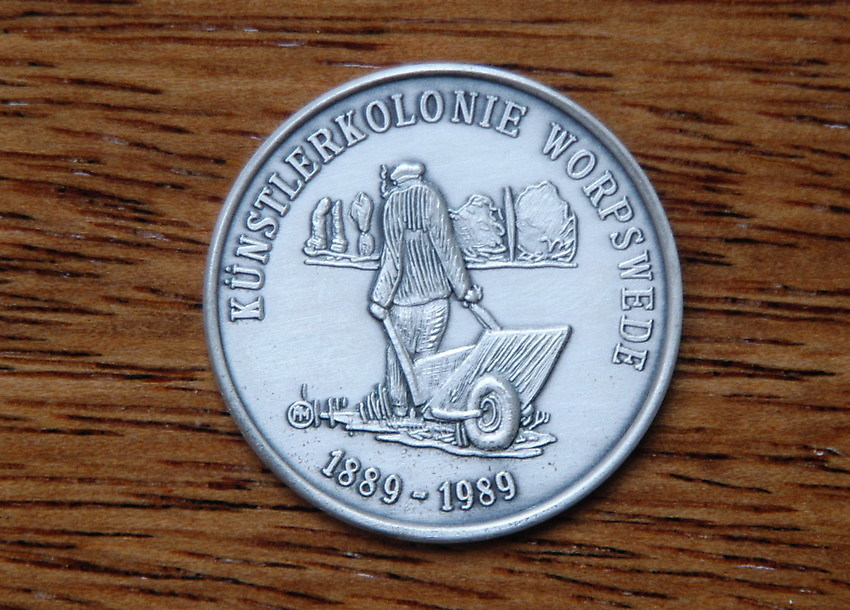 KÜNSTLERKOLONIE WORPSWEDE
1889 - 1989